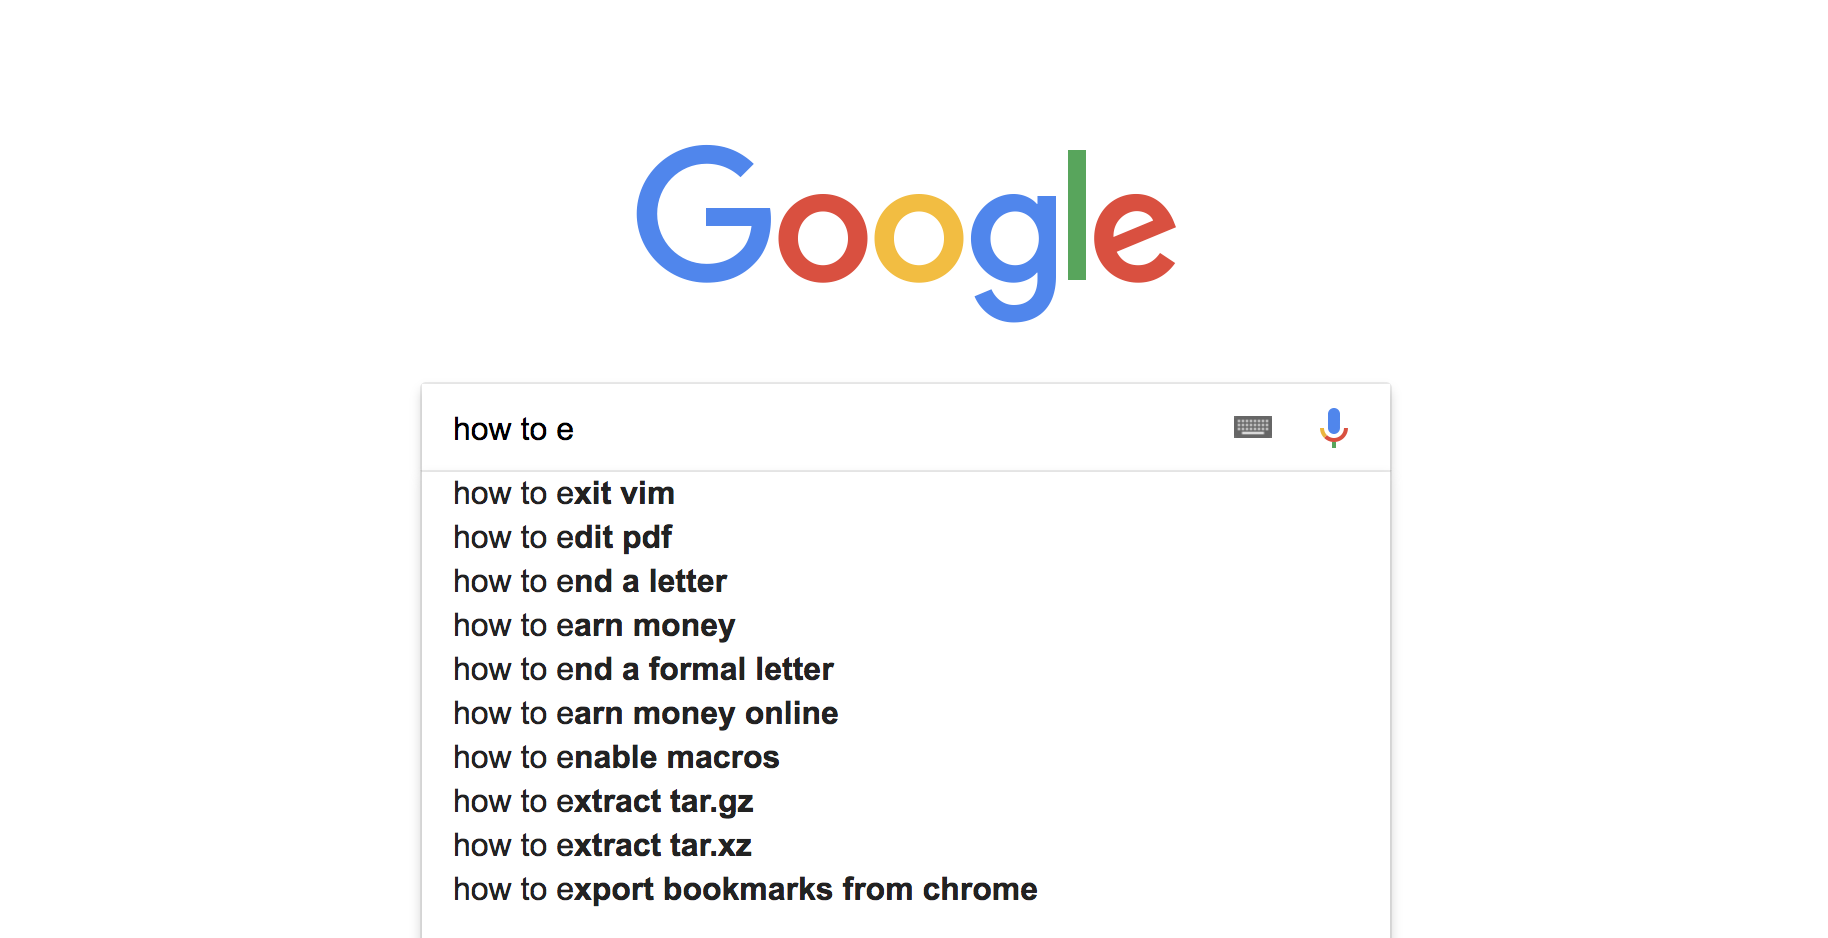 Google
how to e
how to exit vim
how to edit pdf
how to end a letter
how to earn money
how to end a formal letter
how to earn money online
how to enable macros
how to extract tar.gz
how to extract tar.xz
how to export bookmarks from chrome